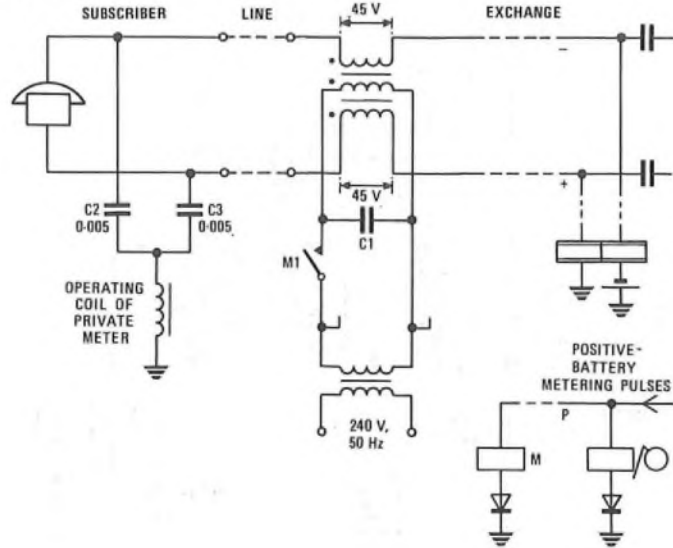 SUBSCRIBER
LINE
45 V
EXCHANGE
−
+
C2
0·005
C3
0·005
45 V
C1
M1
OPERATING
COIL OF
PRIVATE
METER
240 V,
50 Hz
POSITIVE-
BATTERY
METERING PULSES
P
M